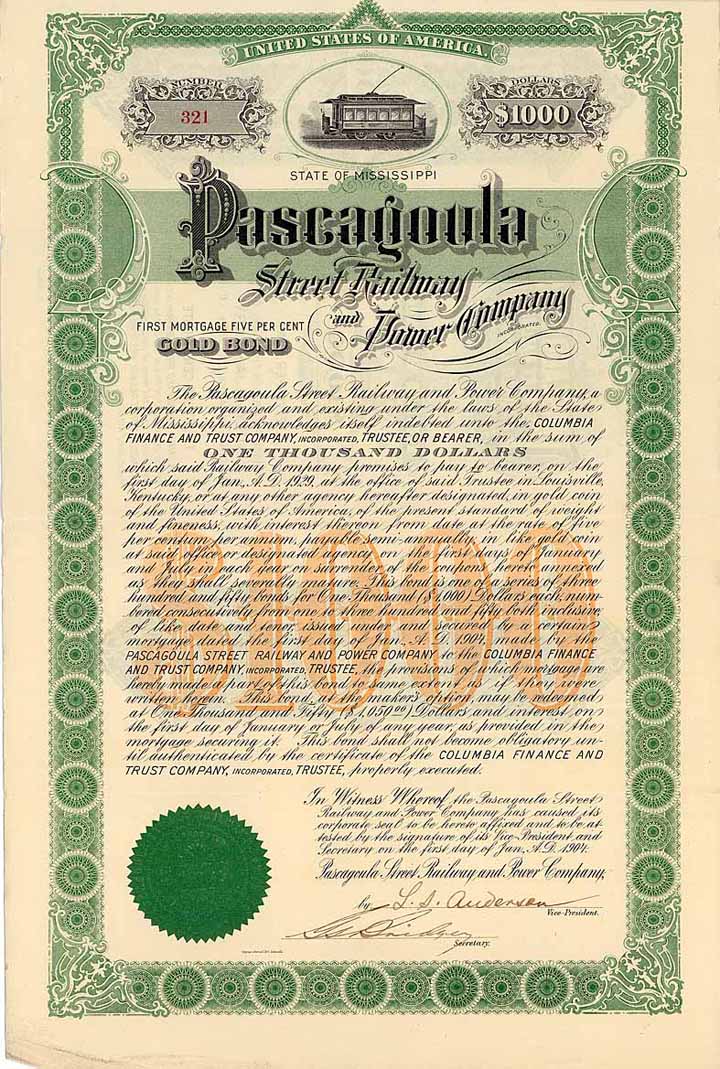 UNITED STATES OF AMERICA.
NUMBER
321
DOLLARS
$1000
STATE OF MISSISSIPPI
Pascagoula
Street Railway
and Power Company
INCORPORATED.
FIRST MORTGAGE FIVE PER CENT
GOLD BOND
The Pascagoula Street Railway and Power Company, a
corporation organized and existing under the laws of the State
of Mississippi, acknowledges itself indebted unto the COLUMBIA
FINANCE AND TRUST COMPANY, INCORPORATED, TRUSTEE, OR BEARER, in the sum of
ONE THOUSAND DOLLARS
which said Railway Company promises to pay to bearer, on the
first day of Jan., A.D. 1929, at the office of said Trustee in Louisville,
Kentucky, or at any other agency hereafter designated, in gold coin
of the United States of America, of the present standard of weight
and fineness, with interest thereon from date at the rate of five
per centum per annum, payable semi-annually, in like gold coin
at said office or designated agency on the first days of January
and July in each year on surrender of the coupons hereto annexed
as they shall severally mature. This bond is one of a series of three
hundred and fifty bonds for One Thousand ($1,000) Dollars each, num-
bered consecutively from one to three hundred and fifty both inclusive,
of like date and tenor, issued under and secured by a certain
mortgage dated the first day of Jan., A.D. 1904, made by the
PASCAGOULA STREET RAILWAY AND POWER COMPANY to the COLUMBIA FINANCE
AND TRUST COMPANY, INCORPORATED, TRUSTEE, the provisions of which mortgage are
hereby made a part of this bond in same extent as if they were
written herein. This bond, at the maker's option, may be redeemed
at One Thousand and Fifty ($1,050.00) Dollars and interest, on
the first day of January or July of any year, as provided in the
mortgage securing it. This bond shall not become obligatory un-
til authenticated by the certificate of the COLUMBIA FINANCE AND
TRUST COMPANY, INCORPORATED, TRUSTEE, properly executed.
$1000
In Witness Whereof, the Pascagoula Street
Railway and Power Company has caused its
corporate seal to be hereto affixed and to be at-
tested by the signature of its Vice-President and
Secretary on the first day of Jan., A.D. 1904.
Pascagoula Street Railway and Power Company,
by L. S. Anderson
Vice-President.
Secretary.